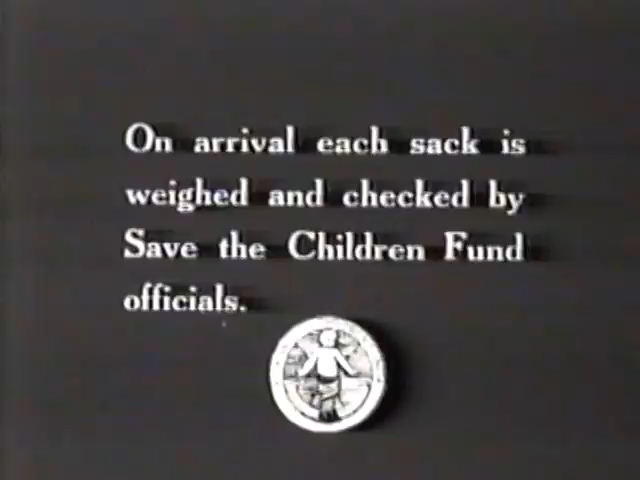 On arrival each sack is
weighed and checked by
Save the Children Fund
officials.